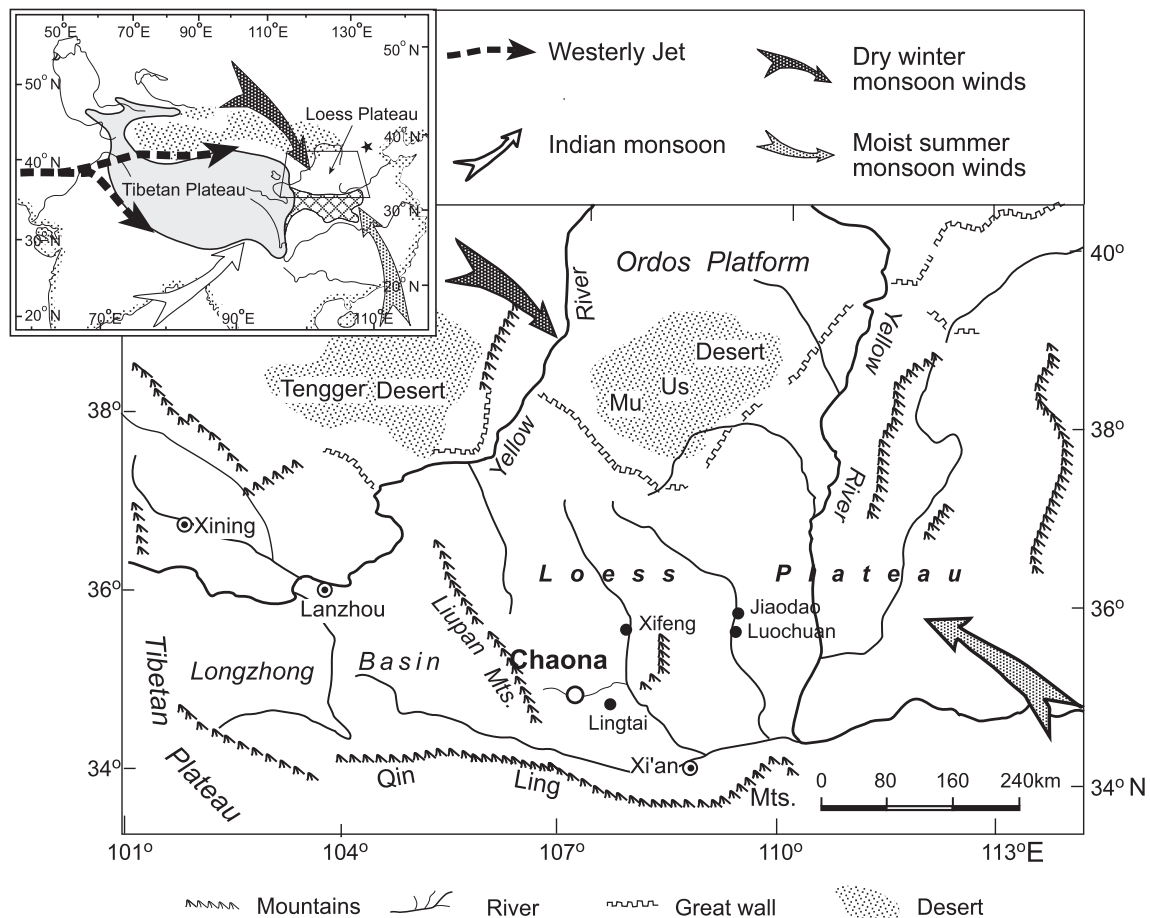 50°E 70°E 90°E 110°E 130°E
50° N
50° N
Loess Plateau
40° N
40° N
Tibetan Plateau
30° N
30° N
20° N
20° N
70°E 90°E 110°E
Westerly Jet
Dry winter
monsoon winds
Indian monsoon
Moist summer
monsoon winds
40°
Ordos Platform
River
Yellow
Desert
Us
Mu
Tengger Desert
38°
38°
Yellow
River
Xining
36°
Lanzhou
Loess Plateau
36°
Jiaodao
Luochuan
Xifeng
Liupan Mts.
Chaona
Lingtai
Longzhong Basin
Tibetan
Plateau
34°
Qin Ling Mts.
Xi'an
0 80 160 240km
34° N
101° 104° 107° 110° 113°E
Mountains River Great wall Desert